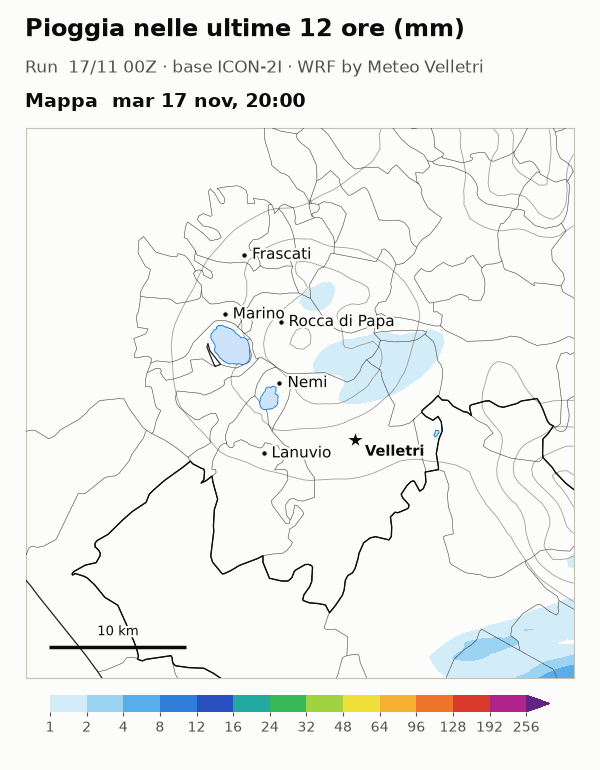 Pioggia nelle ultime 12 ore (mm)
Run  17/11 00Z · base ICON-2I · WRF by Meteo Velletri
Mappa  mar 17 nov, 20:00
Frascati
Marino
Rocca di Papa
Nemi
Velletri
Lanuvio
10 km
1 2 4 8 12 16 24 32 48 64 96 128 192 256